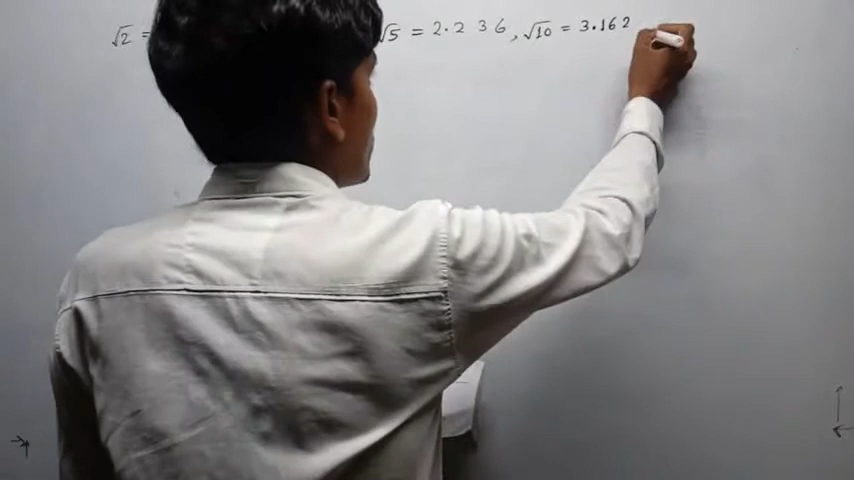 √2 = √5 = 2.236, √10 = 3.162